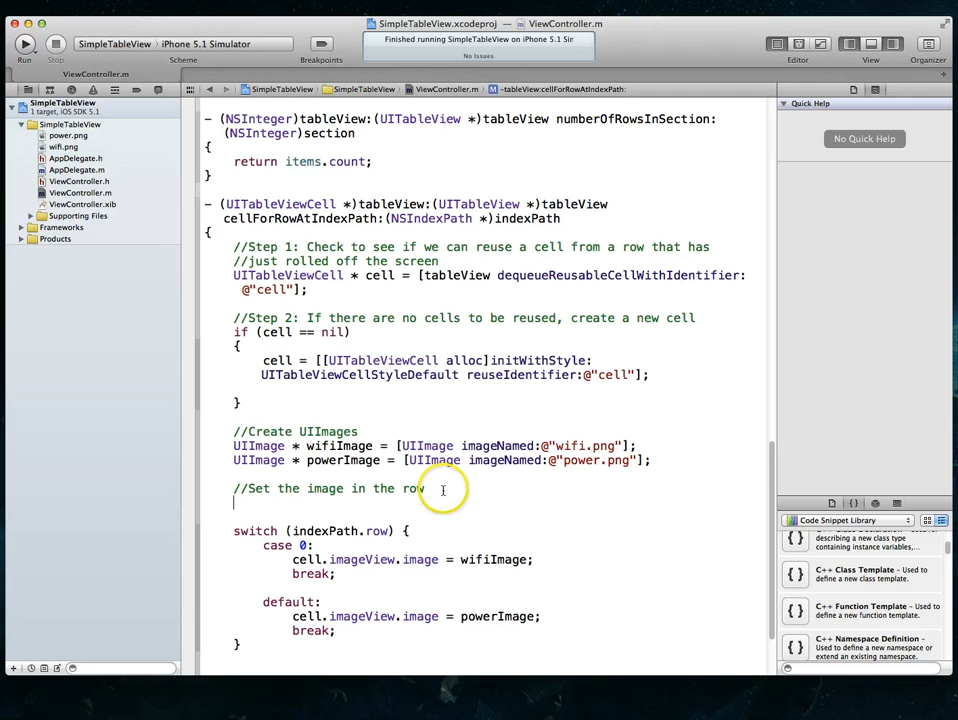 SimpleTableView.xcodeproj — ViewController.m
SimpleTableView › iPhone 5.1 Simulator
Finished running SimpleTableView on iPhone 5.1 Sir
No Issues
Run Stop Scheme Breakpoints Editor View Organizer
ViewController.m
SimpleTableView SimpleTableView ViewController.m -tableView:cellForRowAtIndexPath:
SimpleTableView
1 target, iOS SDK 5.1
SimpleTableView
power.png
wifi.png
AppDelegate.h
AppDelegate.m
ViewController.h
ViewController.m
ViewController.xib
Supporting Files
Frameworks
Products
- (NSInteger)tableView:(UITableView *)tableView numberOfRowsInSection:
(NSInteger)section
{
return items.count;
}
- (UITableViewCell *)tableView:(UITableView *)tableView
cellForRowAtIndexPath:(NSIndexPath *)indexPath
{
//Step 1: Check to see if we can reuse a cell from a row that has
//just rolled off the screen
UITableViewCell * cell = [tableView dequeueReusableCellWithIdentifier:
@"cell"];
//Step 2: If there are no cells to be reused, create a new cell
if (cell == nil)
{
cell = [[UITableViewCell alloc]initWithStyle:
UITableViewCellStyleDefault reuseIdentifier:@"cell"];
}
//Create UIImages
UIImage * wifiImage = [UIImage imageNamed:@"wifi.png"];
UIImage * powerImage = [UIImage imageNamed:@"power.png"];
//Set the image in the row
switch (indexPath.row) {
case 0:
cell.imageView.image = wifiImage;
break;
default:
cell.imageView.image = powerImage;
break;
}
Quick Help
No Quick Help
Code Snippet Library
describing a class type
containing instance variables,...
C++ Class Template – Used to
define a new class type.
C++ Function Template – Used to
define a new function template.
C++ Namespace Definition – Used to define a new namespace or
extend an existing namespace.